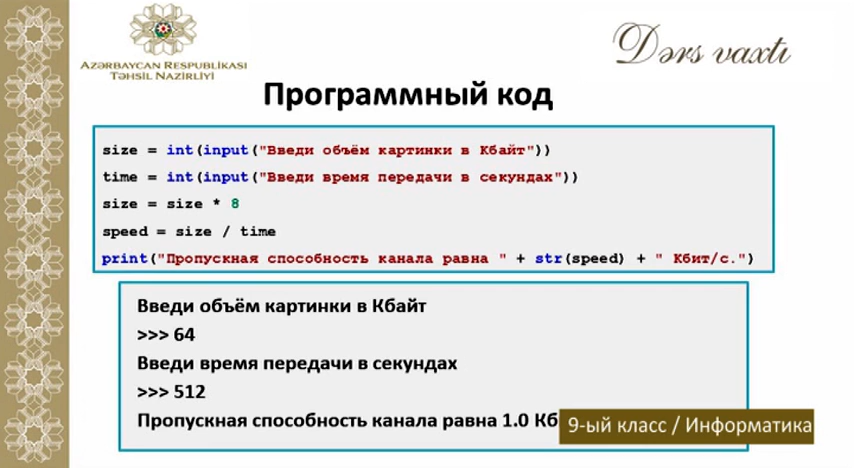 AZƏRBAYCAN RESPUBLİKASI
TƏHSİL NAZİRLİYİ
Dərs vaxtı
Программный код
size = int(input("Введи объём картинки в Кбайт"))
time = int(input("Введи время передачи в секундах"))
size = size * 8
speed = size / time
print("Пропускная способность канала равна " + str(speed) + " Кбит/с.")
Введи объём картинки в Кбайт
>>> 64
Введи время передачи в секундах
>>> 512
Пропускная способность канала равна 1.0 Кб
9-ый класс / Информатика